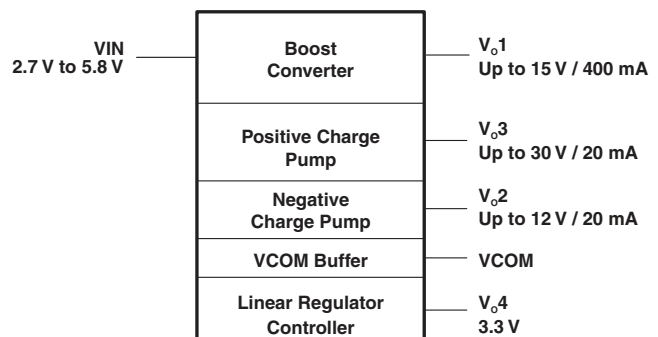 VIN
2.7 V to 5.8 V
Boost
Converter
Vo1
Up to 15 V / 400 mA
Positive Charge
Pump
Vo3
Up to 30 V / 20 mA
Negative
Charge Pump
Vo2
Up to 12 V / 20 mA
VCOM Buffer
VCOM
Linear Regulator
Controller
Vo4
3.3 V